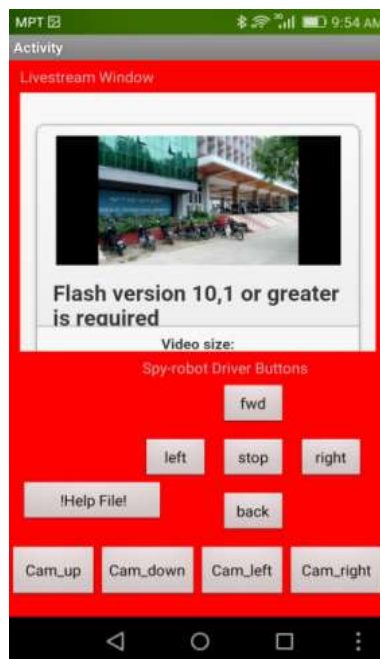 MPT 3G 9:54 AM
Activity
Livestream Window
Flash version 10,1 or greater
is required
Video size:
Spy-robot Driver Buttons
fwd
left stop right
!Help File!
back
Cam_up Cam_down Cam_left Cam_right